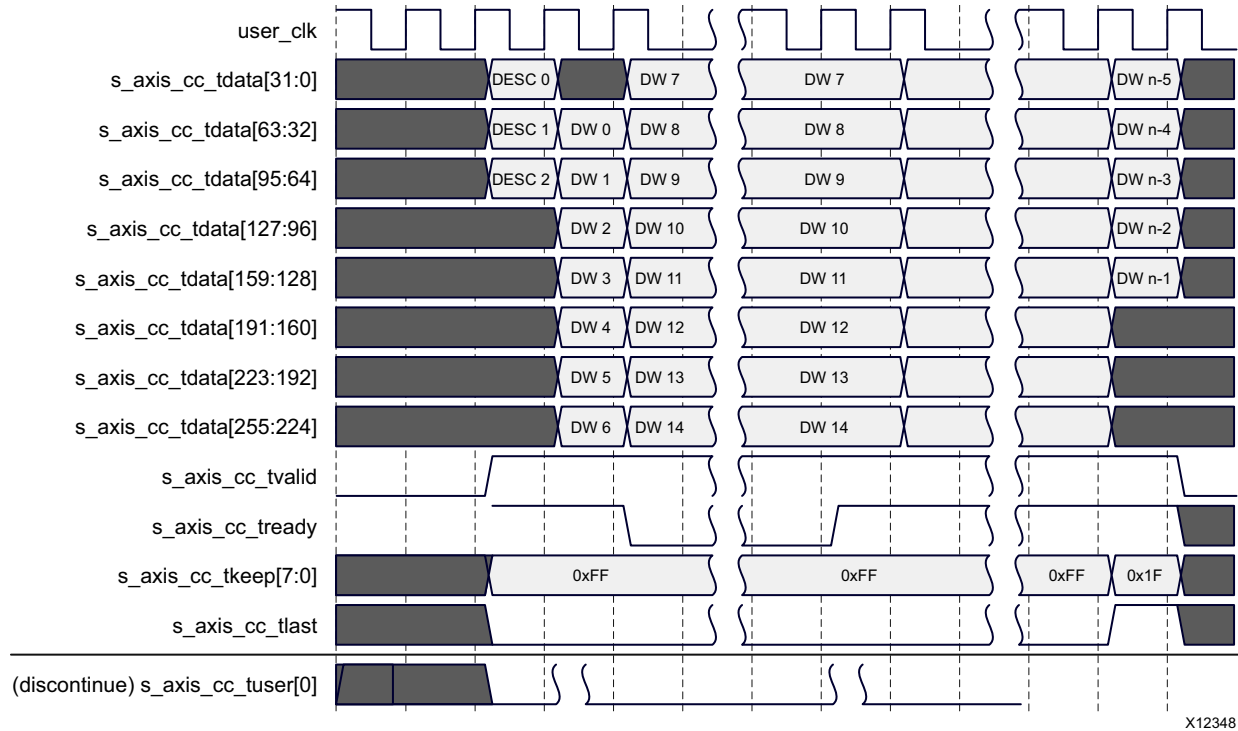 user_clk
s_axis_cc_tdata[31:0] DESC 0 DW 7 DW 7 DW n-5
s_axis_cc_tdata[63:32] DESC 1 DW 0 DW 8 DW 8 DW n-4
s_axis_cc_tdata[95:64] DESC 2 DW 1 DW 9 DW 9 DW n-3
s_axis_cc_tdata[127:96] DW 2 DW 10 DW 10 DW n-2
s_axis_cc_tdata[159:128] DW 3 DW 11 DW 11 DW n-1
s_axis_cc_tdata[191:160] DW 4 DW 12 DW 12
s_axis_cc_tdata[223:192] DW 5 DW 13 DW 13
s_axis_cc_tdata[255:224] DW 6 DW 14 DW 14
s_axis_cc_tvalid
s_axis_cc_tready
s_axis_cc_tkeep[7:0] 0xFF 0xFF 0xFF 0x1F
s_axis_cc_tlast
(discontinue) s_axis_cc_tuser[0]
X12348